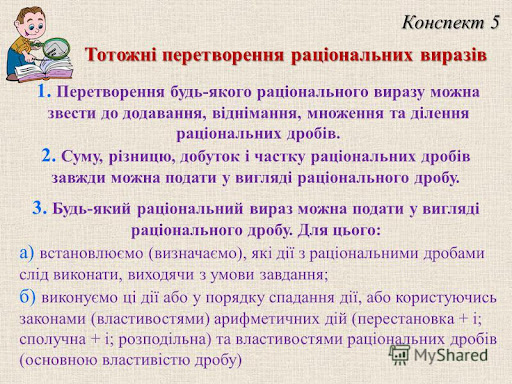 Конспект 5
Тотожні перетворення раціональних виразів
1. Перетворення будь-якого раціонального виразу можна
звести до додавання, віднімання, множення та ділення
раціональних дробів.
2. Суму, різницю, добуток і частку раціональних дробів
завжди можна подати у вигляді раціонального дробу.
3. Будь-який раціональний вираз можна подати у вигляді
раціонального дробу. Для цього:
а) встановлюємо (визначаємо), які дії з раціональними дробами
слід виконати, виходячи з умови завдання;
б) виконуємо ці дії або у порядку спадання дії, або користуючись
законами (властивостями) арифметичних дій (перестановка + і;
сполучна + і; розподільна) та властивостями раціональних дробів
(основною властивістю дробу)
MyShared